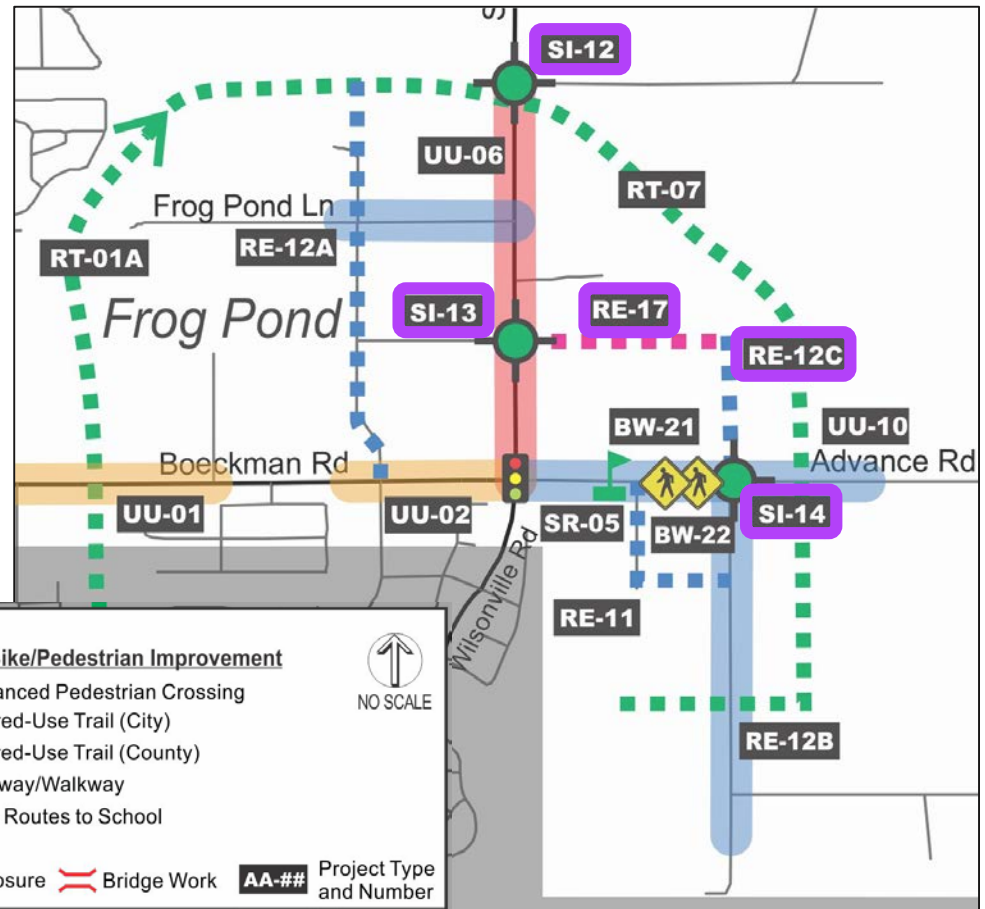 S
SI-12
UU-06
RT-07
Frog Pond Ln
RE-12A
RT-01A
Frog Pond
SI-13
RE-17
RE-12C
BW-21
UU-10
Boeckman Rd
Advance Rd
UU-01
UU-02
SR-05
BW-22
SI-14
Wilsonville Rd
RE-11
RE-12B
ike/Pedestrian Improvement
anced Pedestrian Crossing
red-Use Trail (City)
red-Use Trail (County)
way/Walkway
Routes to School
NO SCALE
osure Bridge Work AA-## Project Type
and Number